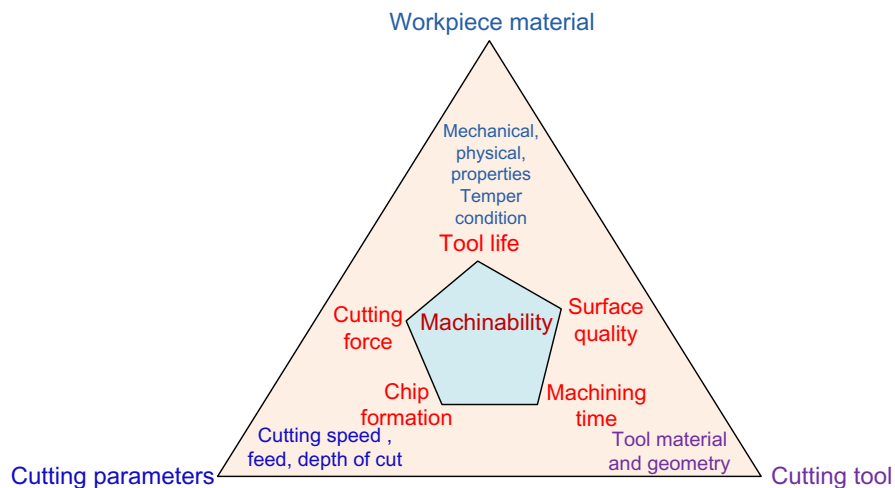 Workpiece material
Mechanical,
physical,
properties
Temper
condition
Tool life
Cutting
force
Machinability
Surface
quality
Chip
formation
Machining
time
Cutting speed ,
feed, depth of cut
Tool material
and geometry
Cutting parameters
Cutting tool